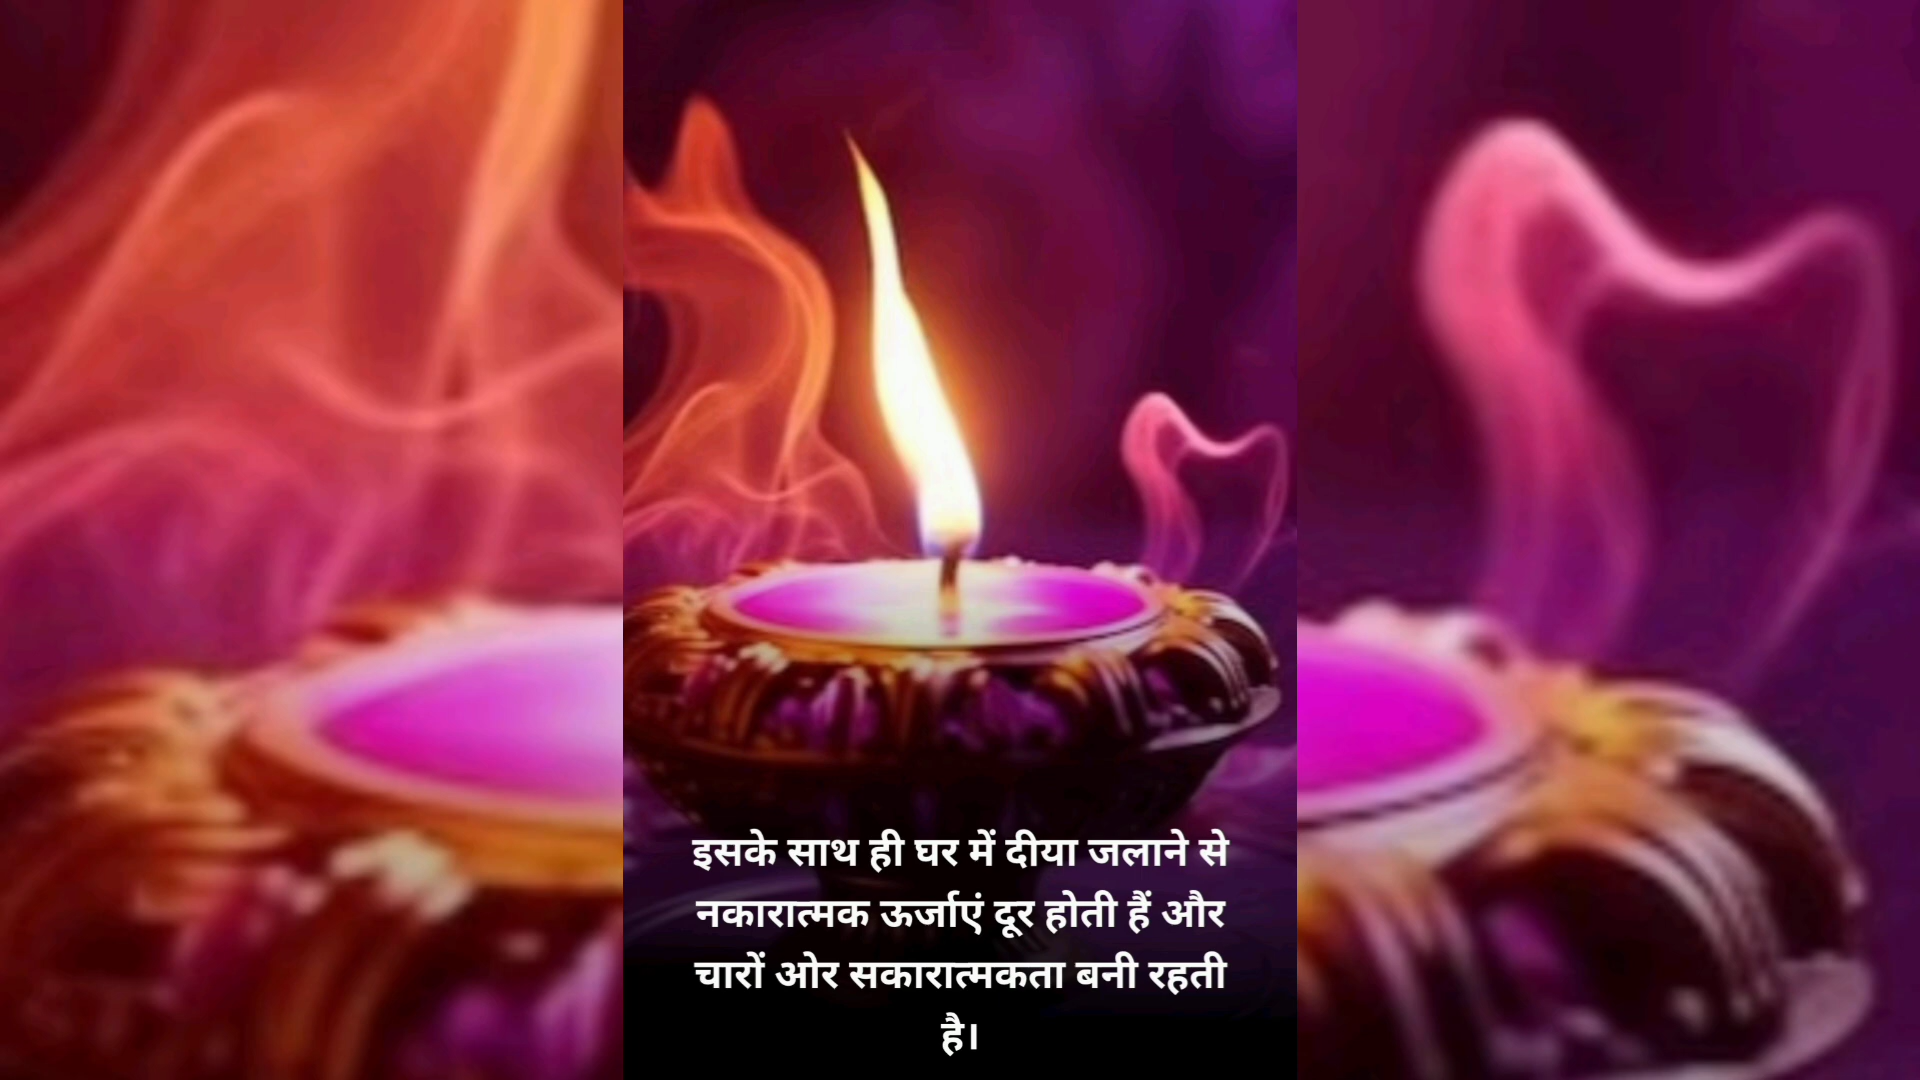 इसके साथ ही घर में दीया जलाने से
नकारात्मक ऊर्जाएं दूर होती हैं और
चारों ओर सकारात्मकता बनी रहती
है।